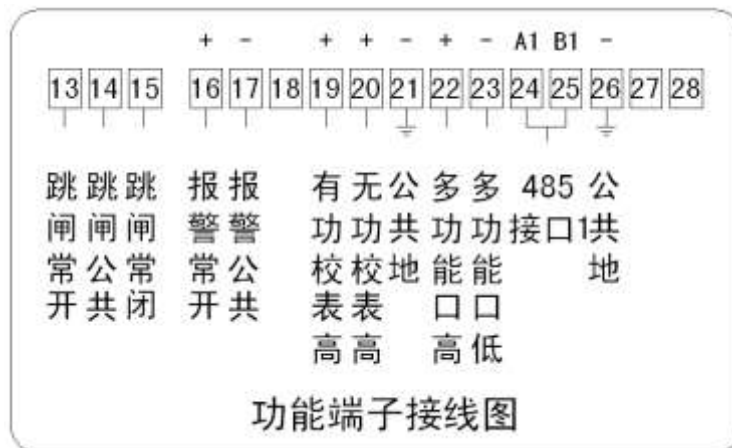 + - + + - + - A1 B1 -
13 14 15 16 17 18 19 20 21 22 23 24 25 26 27 28
跳闸常开
跳闸公共
跳闸常闭
报警常开
报警公共
有功校表高
无功校表高
公共地
多功能口高
多功能口低
485
接口1
公共地
功能端子接线图